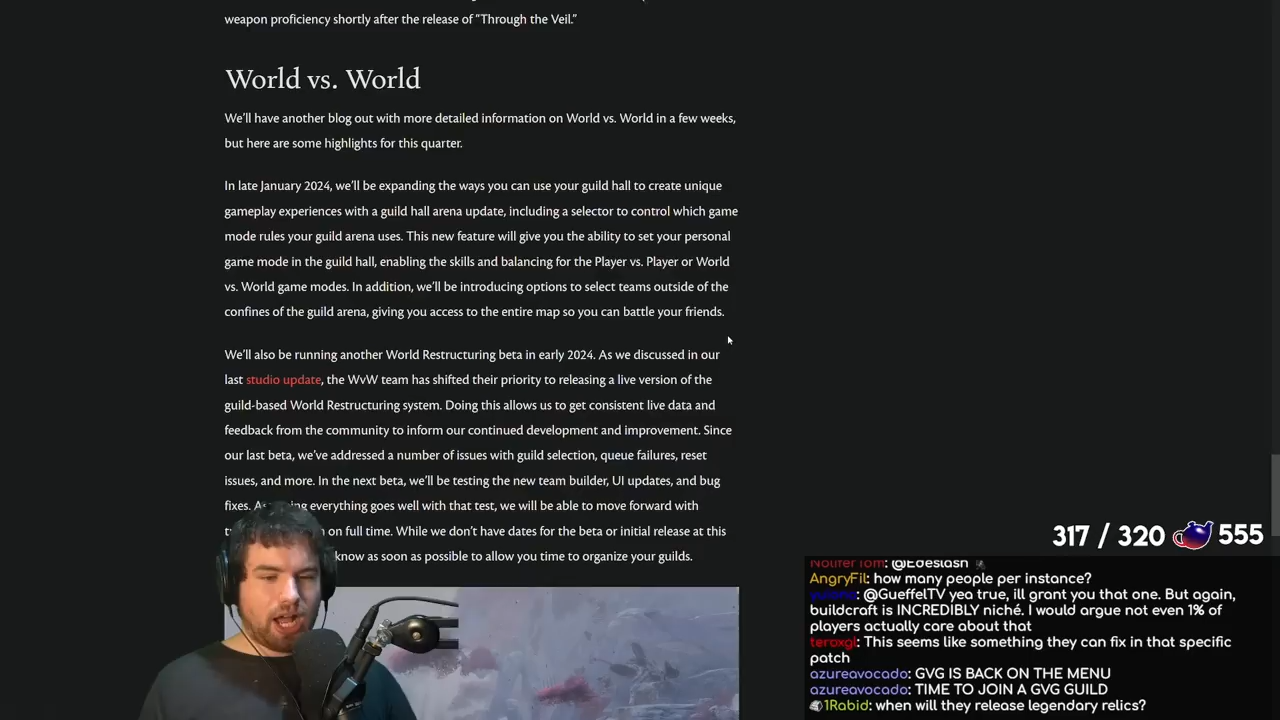 weapon proficiency shortly after the release of “Through the Veil.”
World vs. World
We’ll have another blog out with more detailed information on World vs. World in a few weeks,
but here are some highlights for this quarter.
In late January 2024, we’ll be expanding the ways you can use your guild hall to create unique
gameplay experiences with a guild hall arena update, including a selector to control which game
mode rules your guild arena uses. This new feature will give you the ability to set your personal
game mode in the guild hall, enabling the skills and balancing for the Player vs. Player or World
vs. World game modes. In addition, we’ll be introducing options to select teams outside of the
confines of the guild arena, giving you access to the entire map so you can battle your friends.
We’ll also be running another World Restructuring beta in early 2024. As we discussed in our
last studio update, the WvW team has shifted their priority to releasing a live version of the
guild-based World Restructuring system. Doing this allows us to get consistent live data and
feedback from the community to inform our continued development and improvement. Since
our last beta, we’ve addressed a number of issues with guild selection, queue failures, reset
issues, and more. In the next beta, we’ll be testing the new team builder, UI updates, and bug
fixes. everything goes well with that test, we will be able to move forward with
on full time. While we don’t have dates for the beta or initial release at this
know as soon as possible to allow you time to organize your guilds.
317 / 320 555
NoliferTom: @Edeslash
AngryFil: how many people per instance?
@GueffelTV yea true, ill grant you that one. But again,
buildcraft is INCREDIBLY niché. I would argue not even 1% of
players actually care about that
teroxgi: This seems like something they can fix in that specific
patch
azureavocado: GVG IS BACK ON THE MENU
azureavocado: TIME TO JOIN A GVG GUILD
1Rabid: when will they release legendary relics?